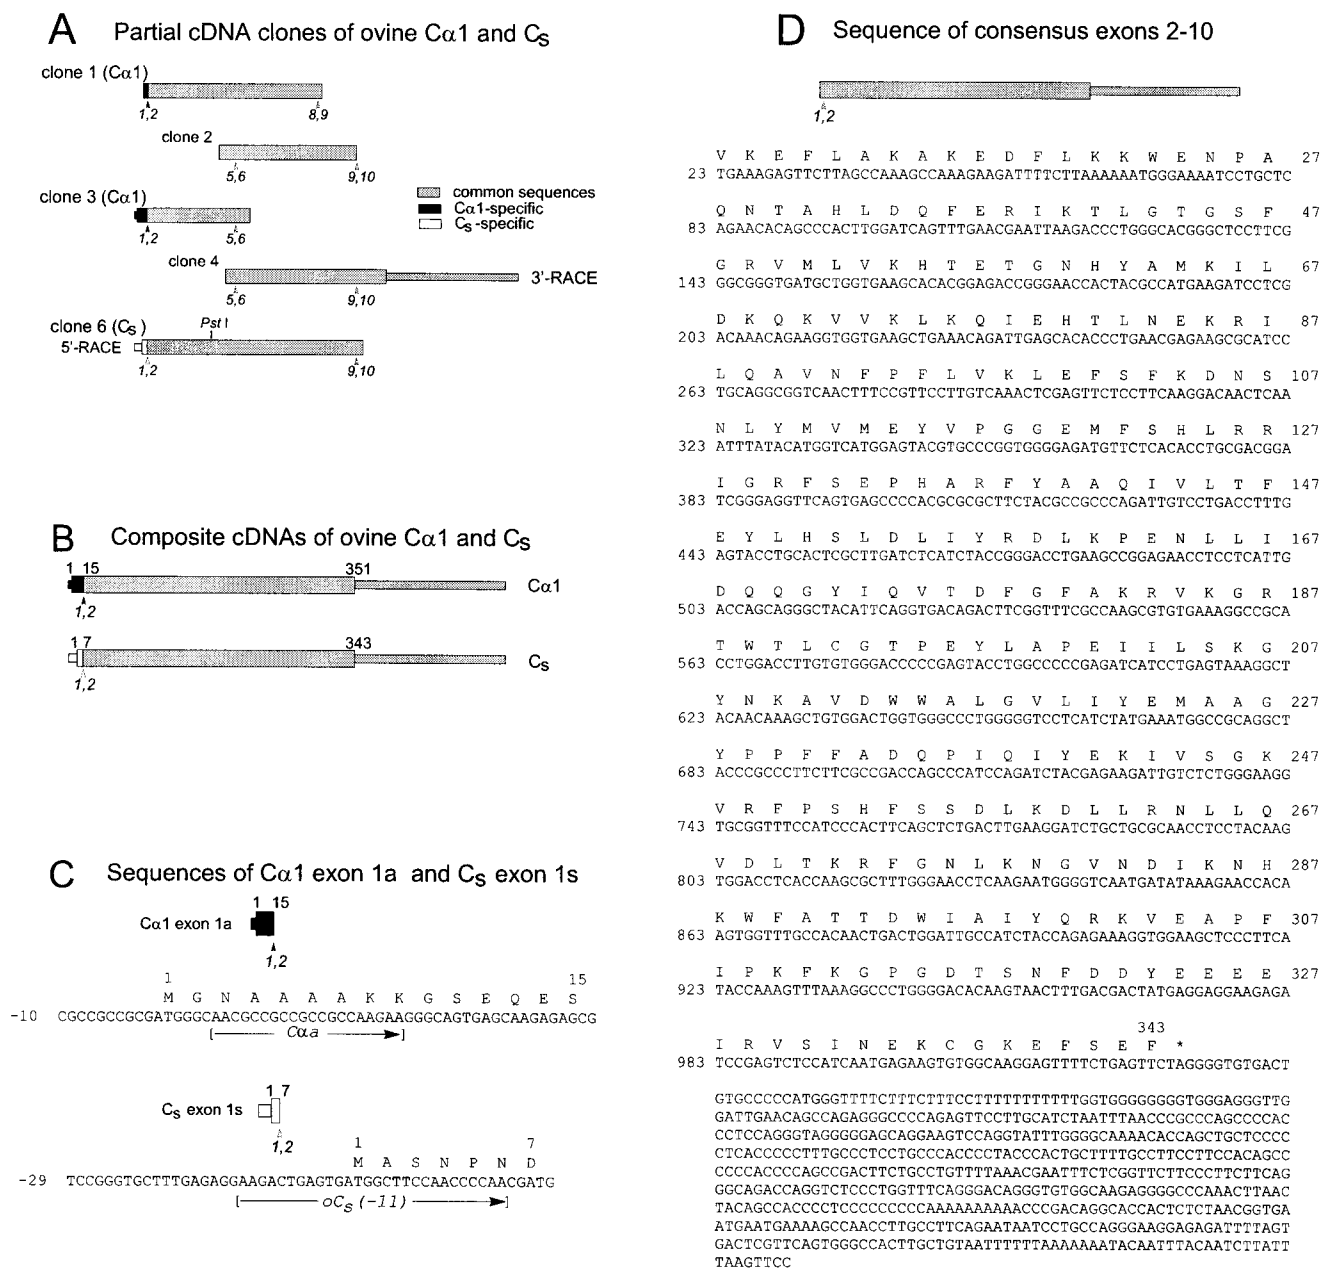 A Partial cDNA clones of ovine Cα1 and CS
clone 1 (Cα1)
1,2 8,9
clone 2
5,6 9,10
clone 3 (Cα1)
1,2 5,6
common sequences
Cα1-specific
CS-specific
clone 4
3'-RACE
5,6 9,10
clone 6 (CS)
Pst I
5'-RACE
1,2 9,10
B Composite cDNAs of ovine Cα1 and CS
1 15 351
Cα1
1,2
1 7 343
CS
1,2
C Sequences of Cα1 exon 1a and CS exon 1s
1 15
Cα1 exon 1a
1,2
1 15
M G N A A A A K K G S E Q E S
-10 CGCCGCCGCGATGGGCAACGCCGCCGCCGCCAAGAAGGGCAGTGAGCAAGAGAGCG
Cαa
1 7
CS exon 1s
1,2
1 7
M A S N P N D
-29 TCCGGGTGCTTTGAGAGGAAGACTGAGTGATGGCTTCCAACCCCAACGATG
oCS (-11)
D Sequence of consensus exons 2-10
1,2
V K E F L A K A K E D F L K K W E N P A 27
23 TGAAAGAGTTCTTAGCCAAAGCCAAAGAAGATTTTCTTAAAAAATGGGAAAATCCTGCTC
Q N T A H L D Q F E R I K T L G T G S F 47
83 AGAACACAGCCCACTTGGATCAGTTTGAACGAATTAAGACCCTGGGCACGGGCTCCTTCG
G R V M L V K H T E T G N H Y A M K I L 67
143 GGCGGGTGATGCTGGTGAAGCACACGGAGACCGGGAACCACTACGCCATGAAGATCCTCG
D K Q K V V K L K Q I E H T L N E K R I 87
203 ACAAACAGAAGGTGGTGAAGCTGAAACAGATTGAGCACACCCTGAACGAGAAGCGCATCC
L Q A V N F P F L V K L E F S F K D N S 107
263 TGCAGGCGGTCAACTTTCCGTTCCTTGTCAAACTCGAGTTCTCCTTCAAGGACAACTCAA
N L Y M V M E Y V P G G E M F S H L R R 127
323 ATTTATACATGGTCATGGAGTACGTGCCCGGTGGGGAGATGTTCTCACACCTGCGACGGA
I G R F S E P H A R F Y A A Q I V L T F 147
383 TCGGGAGGTTCAGTGAGCCCCACGCGCGCTTCTACGCCGCCCAGATTGTCCTGACCTTTG
E Y L H S L D L I Y R D L K P E N L L I 167
443 AGTACCTGCACTCGCTTGATCTCATCTACCGGGACCTGAAGCCGGAGAACCTCCTCATTG
D Q Q G Y I Q V T D F G F A K R V K G R 187
503 ACCAGCAGGGCTACATTCAGGTGACAGACTTCGGTTTCGCCAAGCGTGTGAAAGGCCGCA
T W T L C G T P E Y L A P E I I L S K G 207
563 CCTGGACCTTGTGTGGGACCCCCGAGTACCTGGCCCCCGAGATCATCCTGAGTAAAGGCT
Y N K A V D W W A L G V L I Y E M A A G 227
623 ACAACAAAGCTGTGGACTGGTGGGCCCTGGGGGTCCTCATCTATGAAATGGCCGCAGGCT
Y P P F F A D Q P I Q I Y E K I V S G K 247
683 ACCCGCCCTTCTTCGCCGACCAGCCCATCCAGATCTACGAGAAGATTGTCTCTGGGAAGG
V R F P S H F S S D L K D L L R N L L Q 267
743 TGCGGTTTCCATCCCACTTCAGCTCTGACTTGAAGGATCTGCTGCGCAACCTCCTACAAG
V D L T K R F G N L K N G V N D I K N H 287
803 TGGACCTCACCAAGCGCTTTGGGAACCTCAAGAATGGGGTCAATGATATAAAGAACCACA
K W F A T T D W I A I Y Q R K V E A P F 307
863 AGTGGTTTGCCACAACTGACTGGATTGCCATCTACCAGAGAAAGGTGGAAGCTCCCTTCA
I P K F K G P G D T S N F D D Y E E E E 327
923 TACCAAAGTTTAAAGGCCCTGGGGACACAAGTAACTTTGACGACTATGAGGAGGAAGAGA
343
I R V S I N E K C G K E F S E F *
983 TCCGAGTCTCCATCAATGAGAAGTGTGGCAAGGAGTTTTCTGAGTTCTAGGGGTGTGACT
GTGCCCCCATGGGTTTTCTTTCTTTCCTTTTTTTTTTTTGGTGGGGGGGGTGGGAGGGTTG
GATTGAACAGCCAGAGGGCCCCAGAGTTCCTTGCATCTAATTTAACCCGCCCAGCCCCAC
CCTCCAGGGTAGGGGGAGCAGGAAGTCCAGGTATTTGGGGCAAAACACCAGCTGCTCCCC
CTCACCCCCTTTGCCCTCCTGCCCACCCCTACCCACTGCTTTTGCCTTCCTTCCACAGCC
CCCCACCCCAGCCGACTTCTGCCTGTTTTAAACGAATTTCTCGGTTCTTCCCTTCTTCAG
GGCAGACCAGGTCTCCCTGGTTTCAGGGACAGGGTGTGGCAAGAGGGGCCCAAACTTAAC
TACAGCCACCCCTCCCCCCCCCCAAAAAAAAAACCCGACAGGCACCACTCTCTAACGGTGA
ATGAATGAAAAGCCAACCTTGCCTTCAGAATAATCCTGCCAGGGAAGGAGAGATTTTAGT
GACTCGTTCAGTGGGCCACTTGCTGTAATTTTTTAAAAAAATACAATTTACAATCTTATT
TAAGTTCC